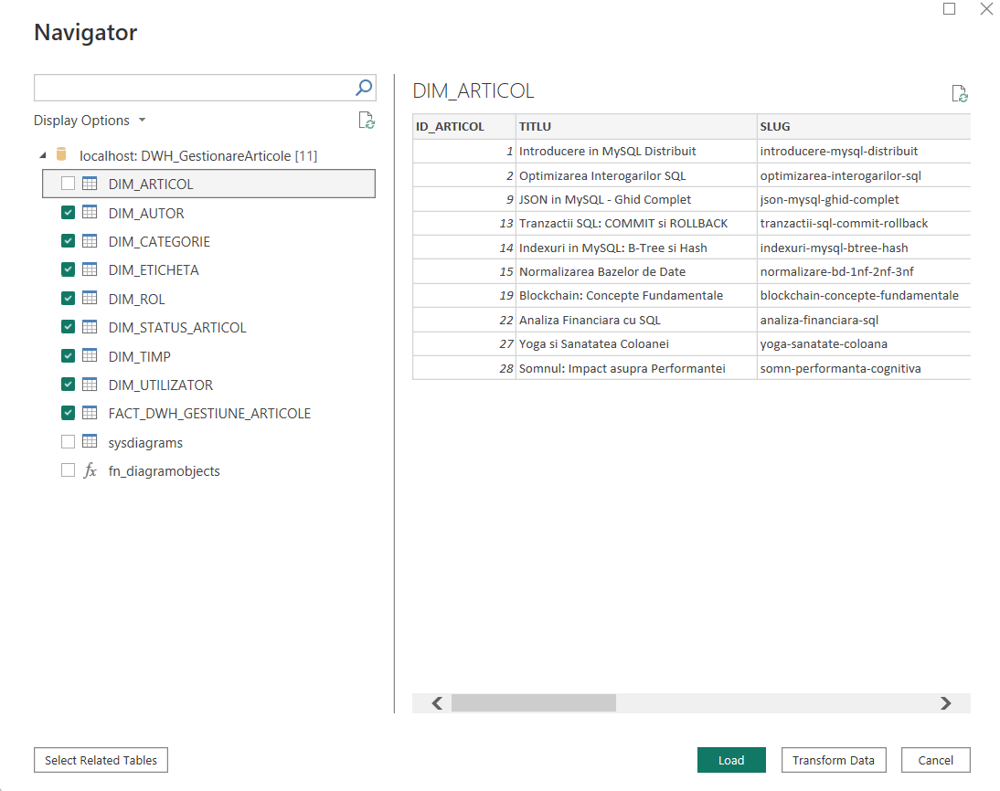 Navigator
Display Options
localhost: DWH_GestionareArticole [11]
DIM_ARTICOL
DIM_AUTOR
DIM_CATEGORIE
DIM_ETICHETA
DIM_ROL
DIM_STATUS_ARTICOL
DIM_TIMP
DIM_UTILIZATOR
FACT_DWH_GESTIUNE_ARTICOLE
sysdiagrams
fx fn_diagramobjects
DIM_ARTICOL
ID_ARTICOL TITLU SLUG
1 Introducere in MySQL Distribuit introducere-mysql-distribuit
2 Optimizarea Interogarilor SQL optimizarea-interogarilor-sql
9 JSON in MySQL - Ghid Complet json-mysql-ghid-complet
13 Tranzactii SQL: COMMIT si ROLLBACK tranzactii-sql-commit-rollback
14 Indexuri in MySQL: B-Tree si Hash indexuri-mysql-btree-hash
15 Normalizarea Bazelor de Date normalizare-bd-1nf-2nf-3nf
19 Blockchain: Concepte Fundamentale blockchain-concepte-fundamentale
22 Analiza Financiara cu SQL analiza-financiara-sql
27 Yoga si Sanatatea Coloanei yoga-sanatate-coloana
28 Somnul: Impact asupra Performantei somn-performanta-cognitiva
Select Related Tables
Load
Transform Data
Cancel